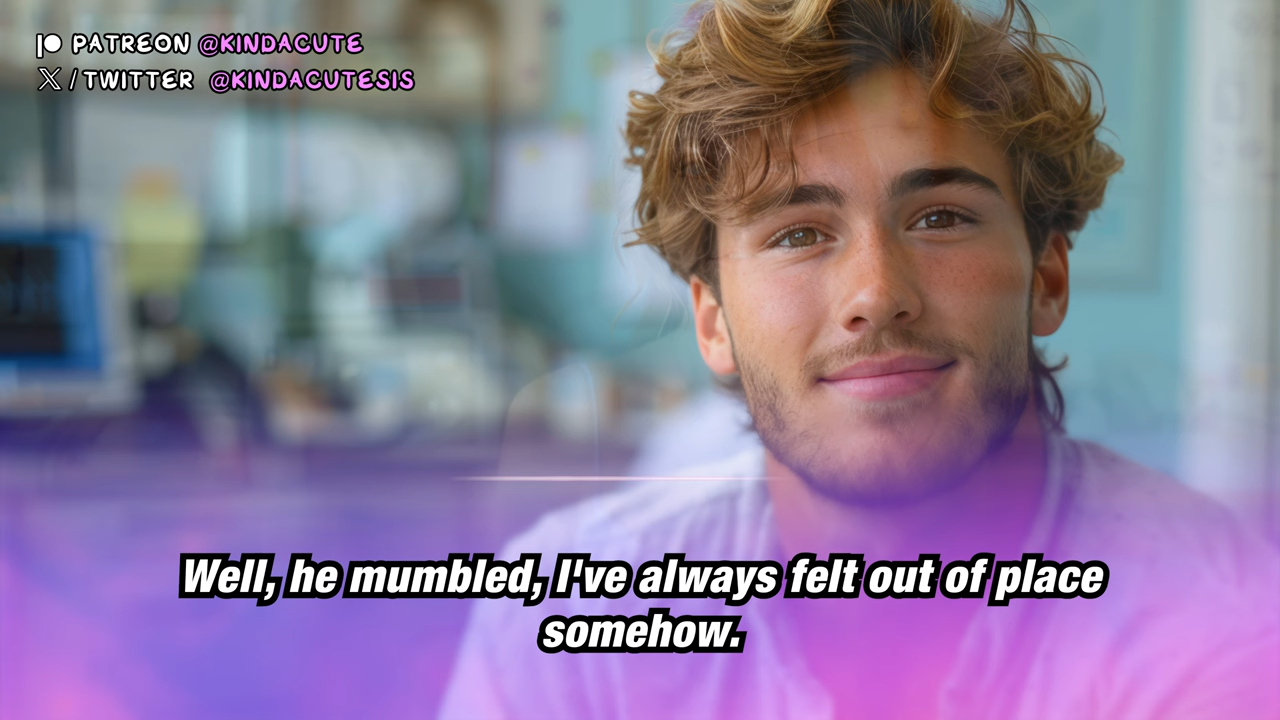 PATREON @KINDACUTE
X / TWITTER @KINDACUTESIS
Well, he mumbled, I've always felt out of place
somehow.